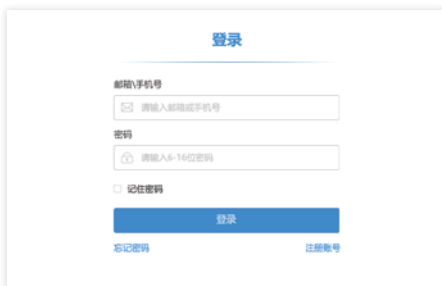 登录
邮箱\手机号
请输入邮箱或手机号
密码
请输入6-16位密码
记住密码
登录
忘记密码 注册账号